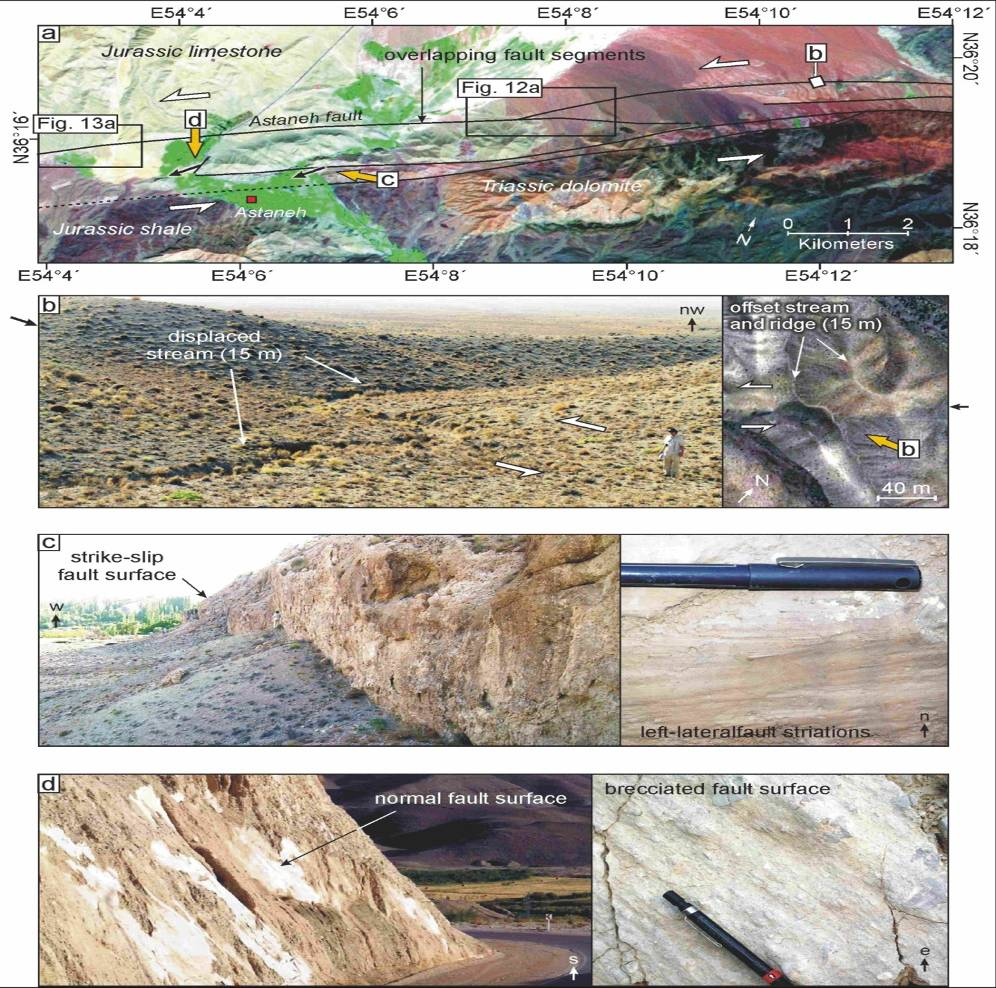 E54°4′ E54°6′ E54°8′ E54°10′ E54°12′
a
Jurassic limestone
overlapping fault segments
b
N36°20′
Fig. 12a
Astaneh fault
d
Fig. 13a
N36°16′
c
Triassic dolomite
Astaneh
Jurassic shale
N
0 1 2
Kilometers
N36°18′
E54°4′ E54°6′ E54°8′ E54°10′ E54°12′
b
displaced
stream (15 m)
nw
offset stream
and ridge (15 m)
b
N
40 m
c
strike-slip
fault surface
w
left-lateralfault striations
n
d
normal fault surface
s
brecciated fault surface
e